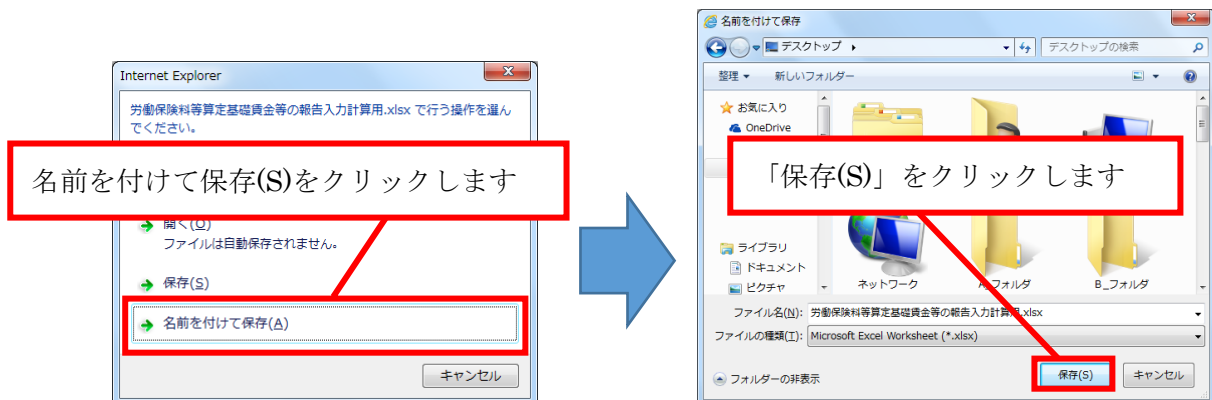 Internet Explorer
労働保険料等算定基礎賃金等の報告入力計算用.xlsx で行う操作を選ん
でください。
名前を付けて保存(S)をクリックします
開く(O)
ファイルは自動保存されません。
保存(S)
名前を付けて保存(A)
キャンセル
名前を付けて保存
デスクトップ
デスクトップの検索
整理
新しいフォルダー
お気に入り
OneDrive
「保存(S)」をクリックします
ライブラリ
ドキュメント
ピクチャ
ネットワーク
A_フォルダ
B_フォルダ
ファイル名(N): 労働保険料等算定基礎賃金等の報告入力計算用.xlsx
ファイルの種類(T): Microsoft Excel Worksheet (*.xlsx)
フォルダーの非表示
保存(S)
キャンセル